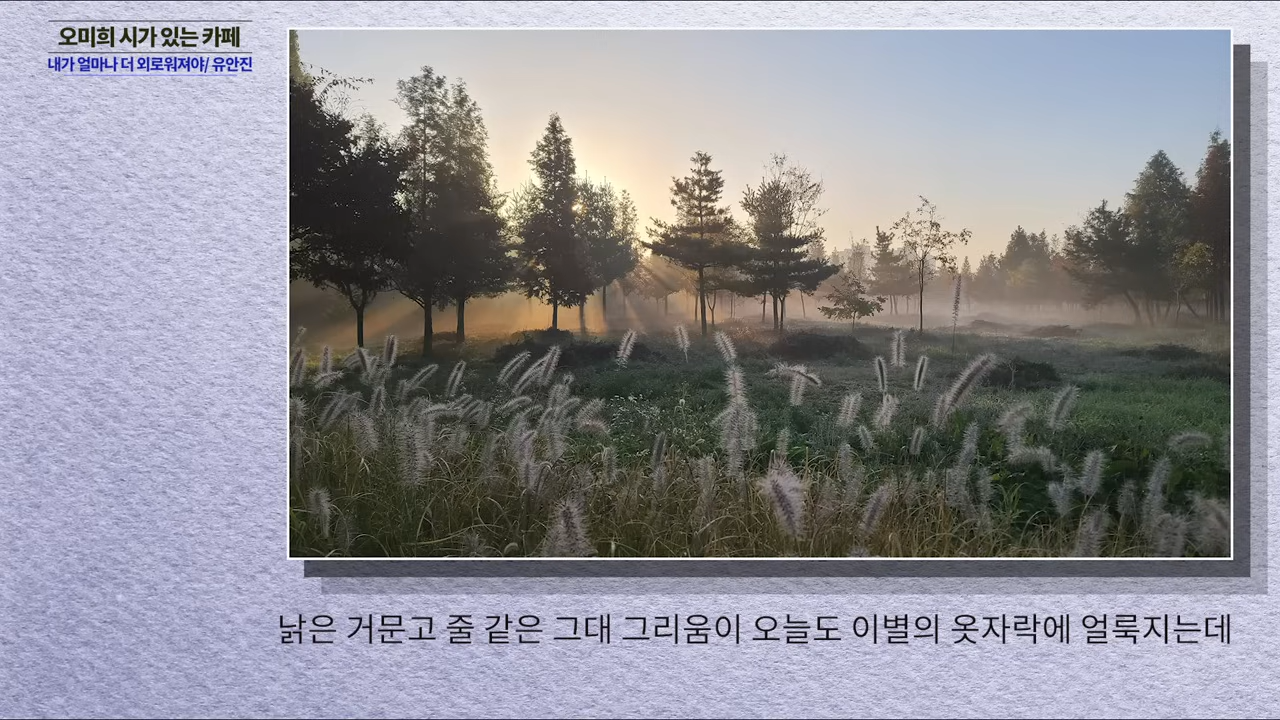 오미희 시가 있는 카페
내가 얼마나 더 외로워져야/ 유안진
낡은 거문고 줄 같은 그대 그리움이 오늘도 이별의 옷자락에 얼룩지는데